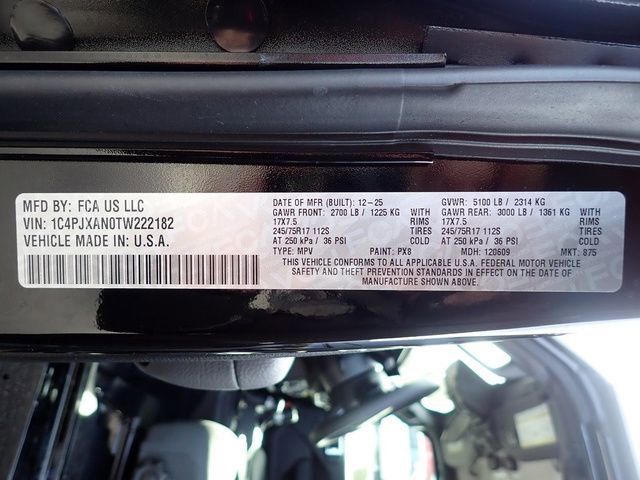 MFD BY: FCA US LLC
VIN: 1C4PJXAN0TW222182
VEHICLE MADE IN: U.S.A.
DATE OF MFR (BUILT): 12-25
GVWR: 5100 LB / 2314 KG
GAWR FRONT: 2700 LB / 1225 KG WITH
GAWR REAR: 3000 LB / 1361 KG WITH
17X7.5 RIMS
17X7.5 RIMS
245/75R17 112S TIRES
245/75R17 112S TIRES
AT 250 kPa / 36 PSI COLD
AT 250 kPa / 36 PSI COLD
TYPE: MPV PAINT: PX8 MDH: 120609 MKT: 875
THIS VEHICLE CONFORMS TO ALL APPLICABLE U.S.A. FEDERAL MOTOR VEHICLE
SAFETY AND THEFT PREVENTION STANDARDS IN EFFECT ON THE DATE OF
MANUFACTURE SHOWN ABOVE.